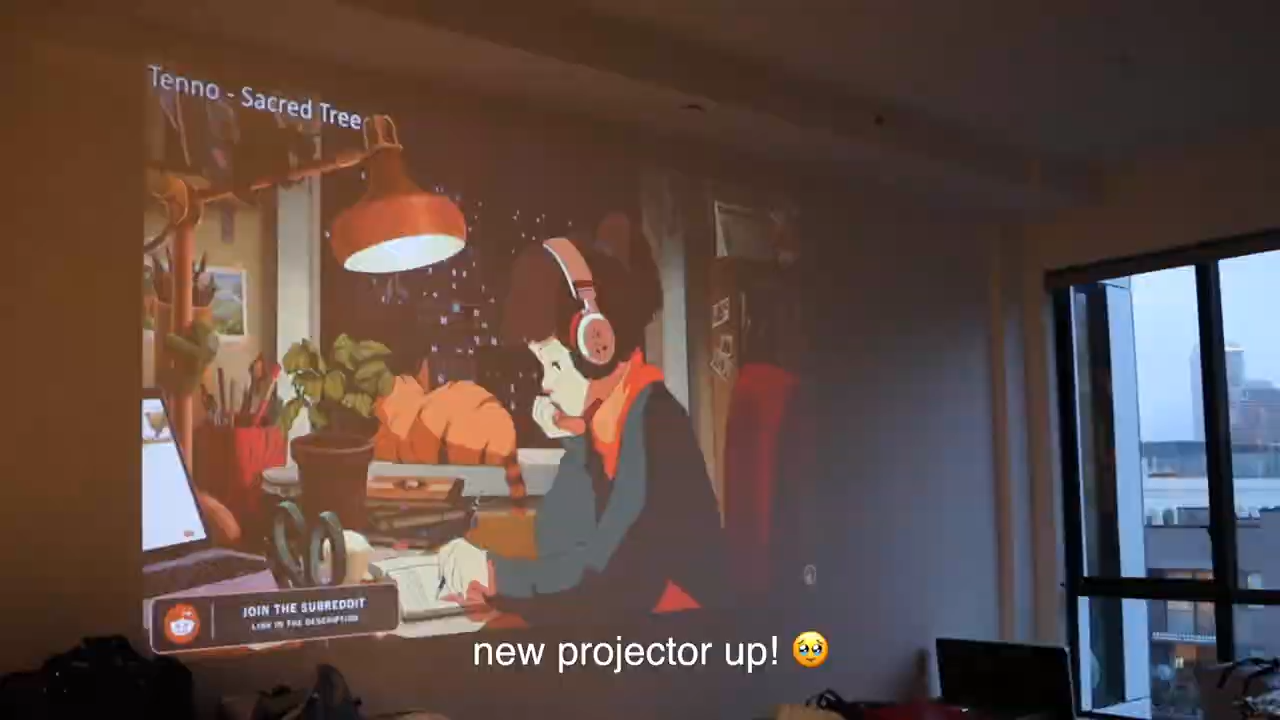 Tenno - Sacred Tree
JOIN THE SUBREDDIT
LINK IN THE DESCRIPTION
new projector up! 🥹